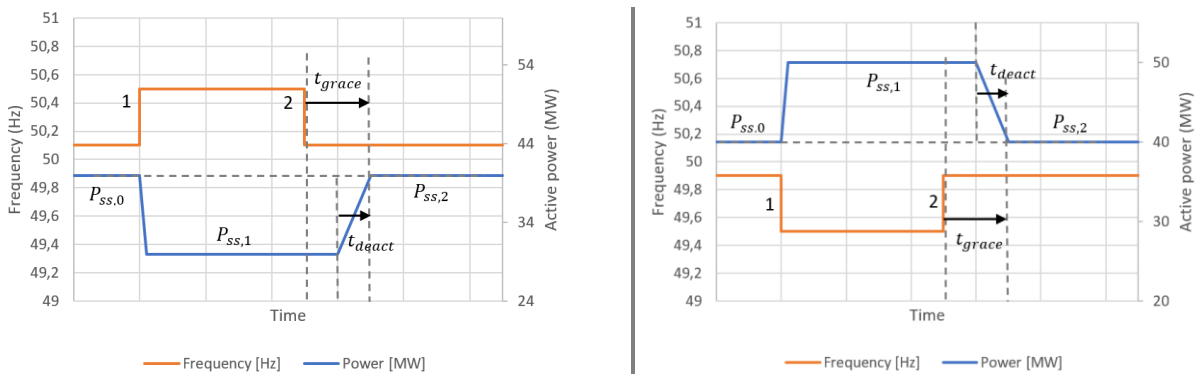 51
50,8
50,6
50,4
50,2
50
49,8
49,6
49,4
49,2
49
Frequency (Hz)
54
44
34
24
Active power (MW)
1
2
t_grace
P_ss.0
P_ss,1
P_ss,2
t_deact
Time
Frequency [Hz]
Power [MW]
51
50,8
50,6
50,4
50,2
50
49,8
49,6
49,4
49,2
49
Frequency (Hz)
50
40
30
20
Active power (MW)
P_ss,1
t_deact
P_ss.0
P_ss,2
1
2
t_grace
Time
Frequency [Hz]
Power [MW]